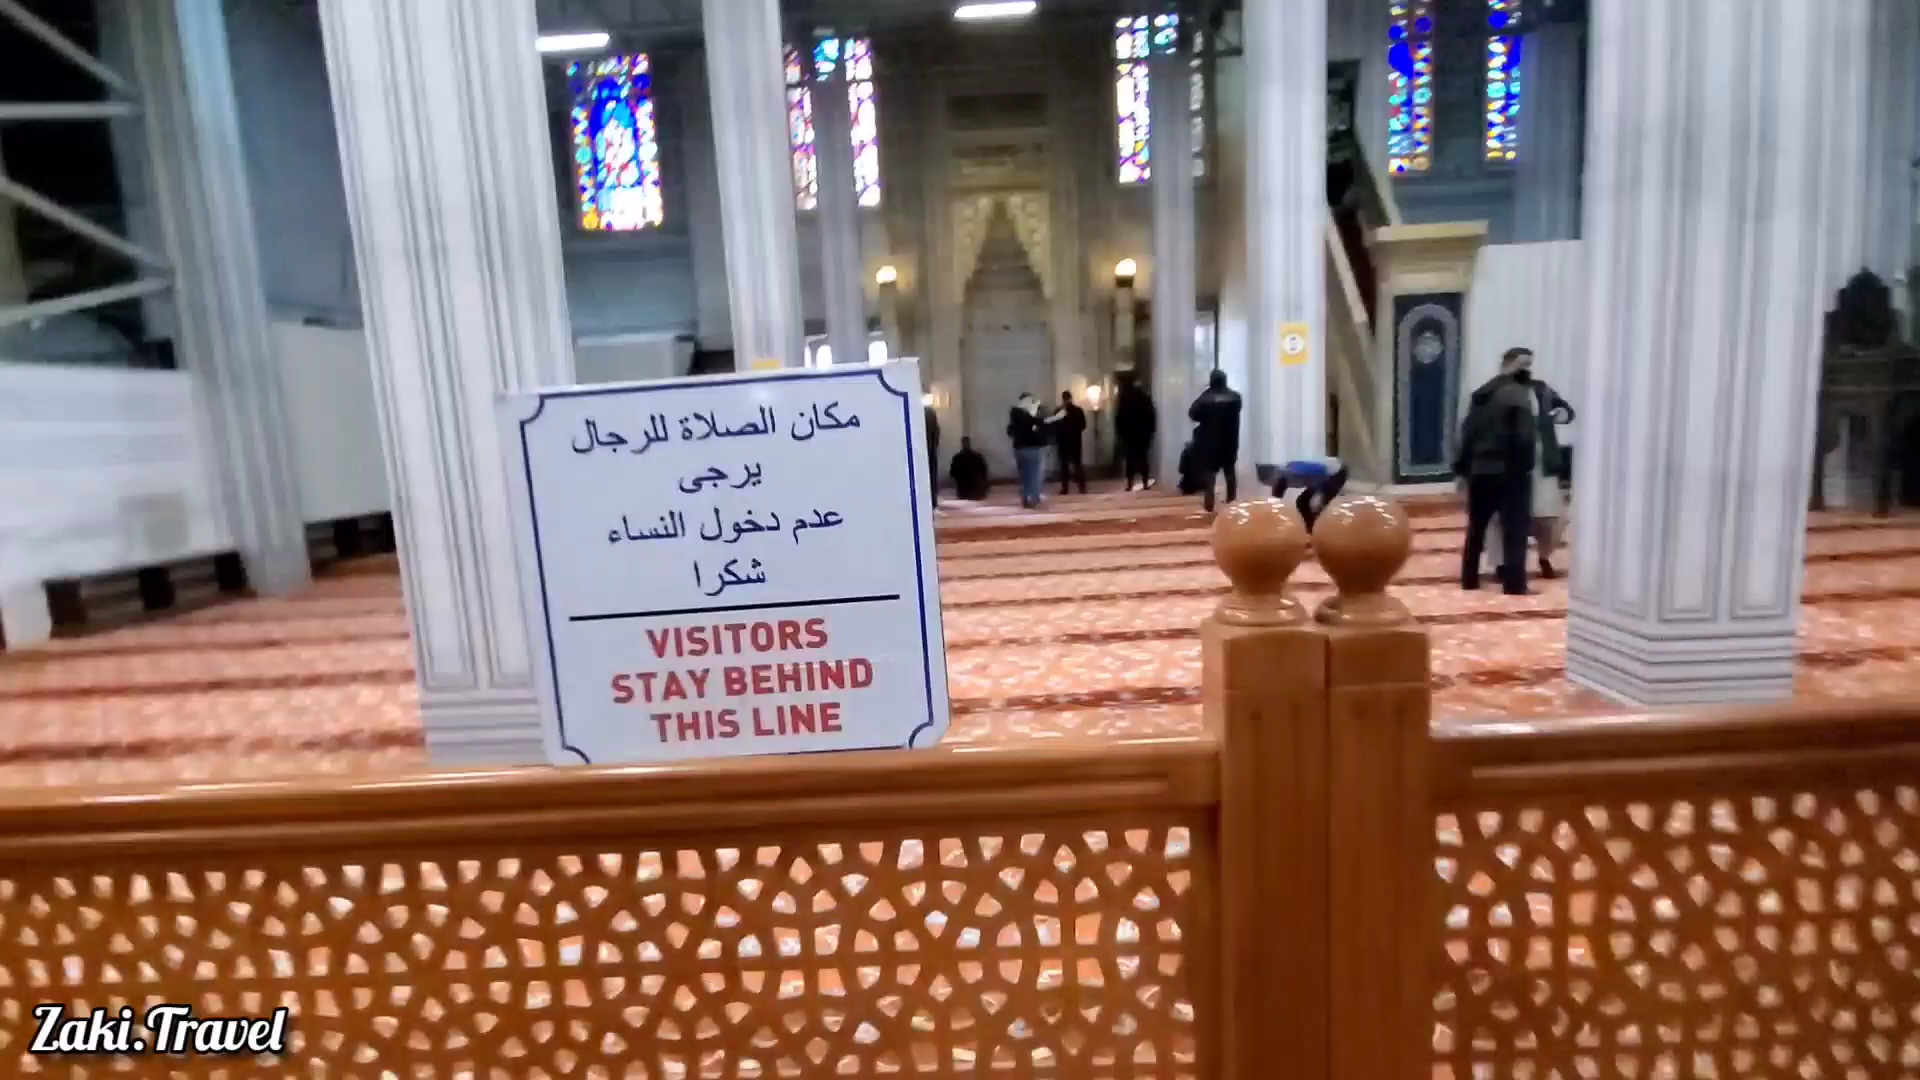 مكان الصلاة للرجال
يرجى
عدم دخول النساء
شكرا
VISITORS
STAY BEHIND
THIS LINE
Zaki.Travel